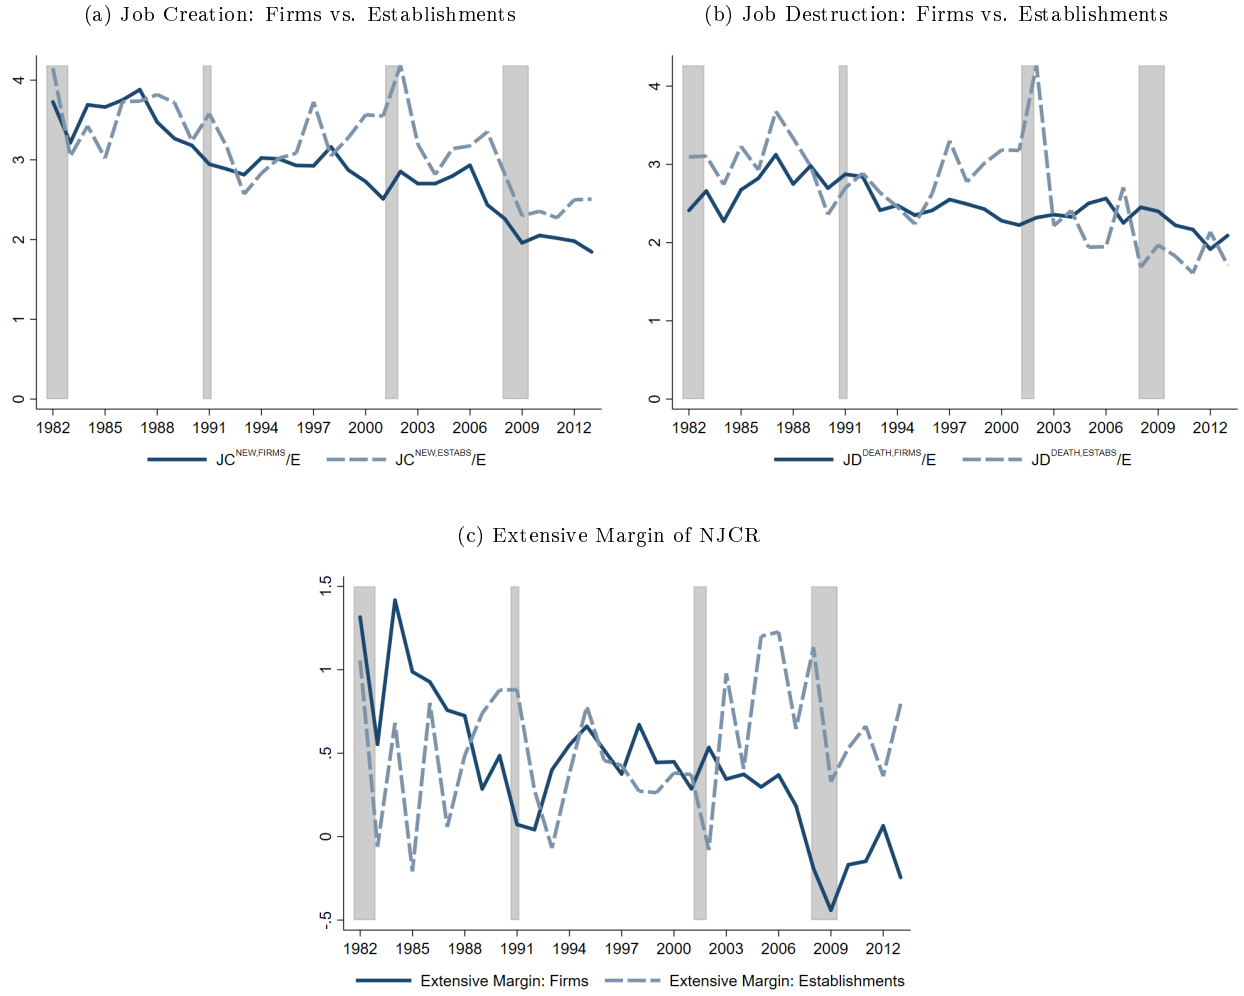 (a) Job Creation: Firms vs. Establishments
4
3
2
1
0
1982 1985 1988 1991 1994 1997 2000 2003 2006 2009 2012
JC^NEW,FIRMS/E JC^NEW,ESTABS/E
(b) Job Destruction: Firms vs. Establishments
4
3
2
1
0
1982 1985 1988 1991 1994 1997 2000 2003 2006 2009 2012
JD^DEATH,FIRMS/E JD^DEATH,ESTABS/E
(c) Extensive Margin of NJCR
1.5
1
.5
0
-.5
1982 1985 1988 1991 1994 1997 2000 2003 2006 2009 2012
Extensive Margin: Firms Extensive Margin: Establishments